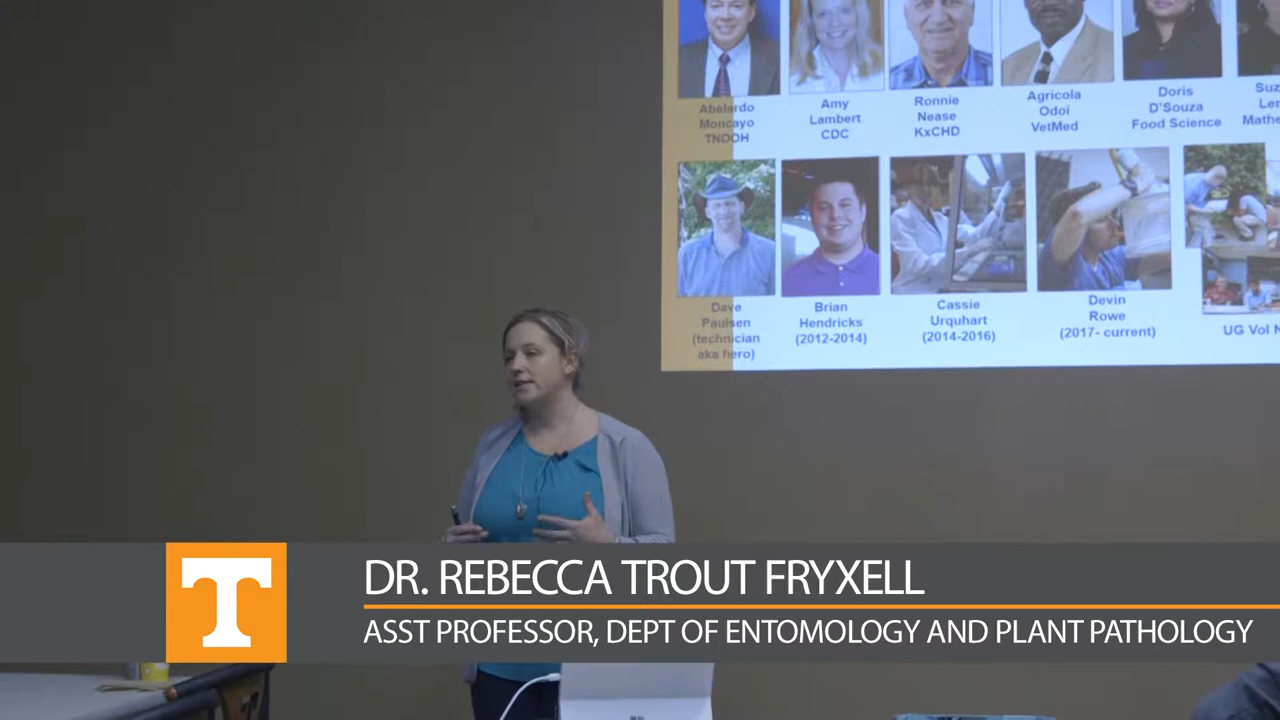 Abelardo
Moncayo
TNDOH
Amy
Lambert
CDC
Ronnie
Nease
KxCHD
Agricola
Odoi
VetMed
Doris
D'Souza
Food Science
Dave
Paulsen
(technician
aka hero)
Brian
Hendricks
(2012-2014)
Cassie
Urquhart
(2014-2016)
Devin
Rowe
(2017- current)
UG Vol
T
DR. REBECCA TROUT FRYXELL
ASST PROFESSOR, DEPT OF ENTOMOLOGY AND PLANT PATHOLOGY